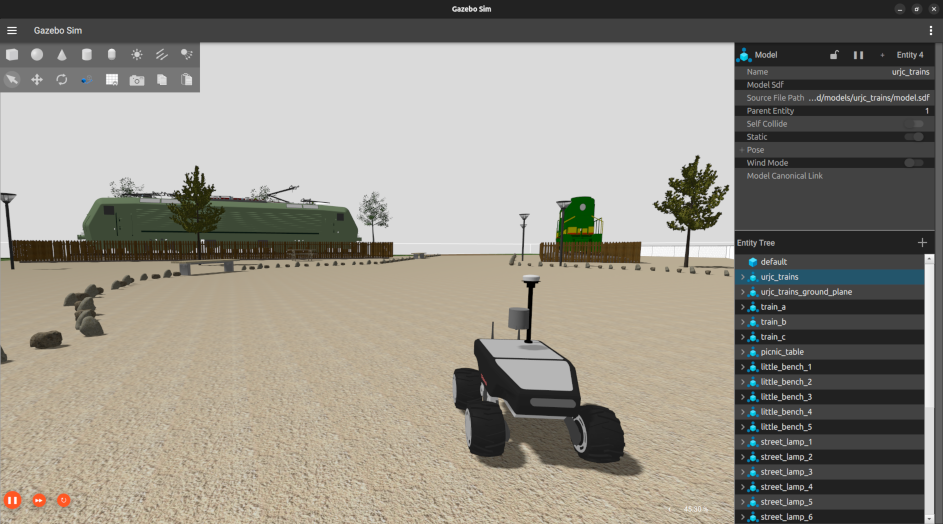 Gazebo Sim
Gazebo Sim
Model
Entity 4
Name urjc_trains
Model Sdf
Source File Path ...d/models/urjc_trains/model.sdf
Parent Entity 1
Self Collide
Static
Pose
Wind Mode
Model Canonical Link
Entity Tree
default
urjc_trains
urjc_trains_ground_plane
train_a
train_b
train_c
picnic_table
little_bench_1
little_bench_2
little_bench_3
little_bench_4
little_bench_5
street_lamp_1
street_lamp_2
street_lamp_3
street_lamp_4
street_lamp_5
street_lamp_6